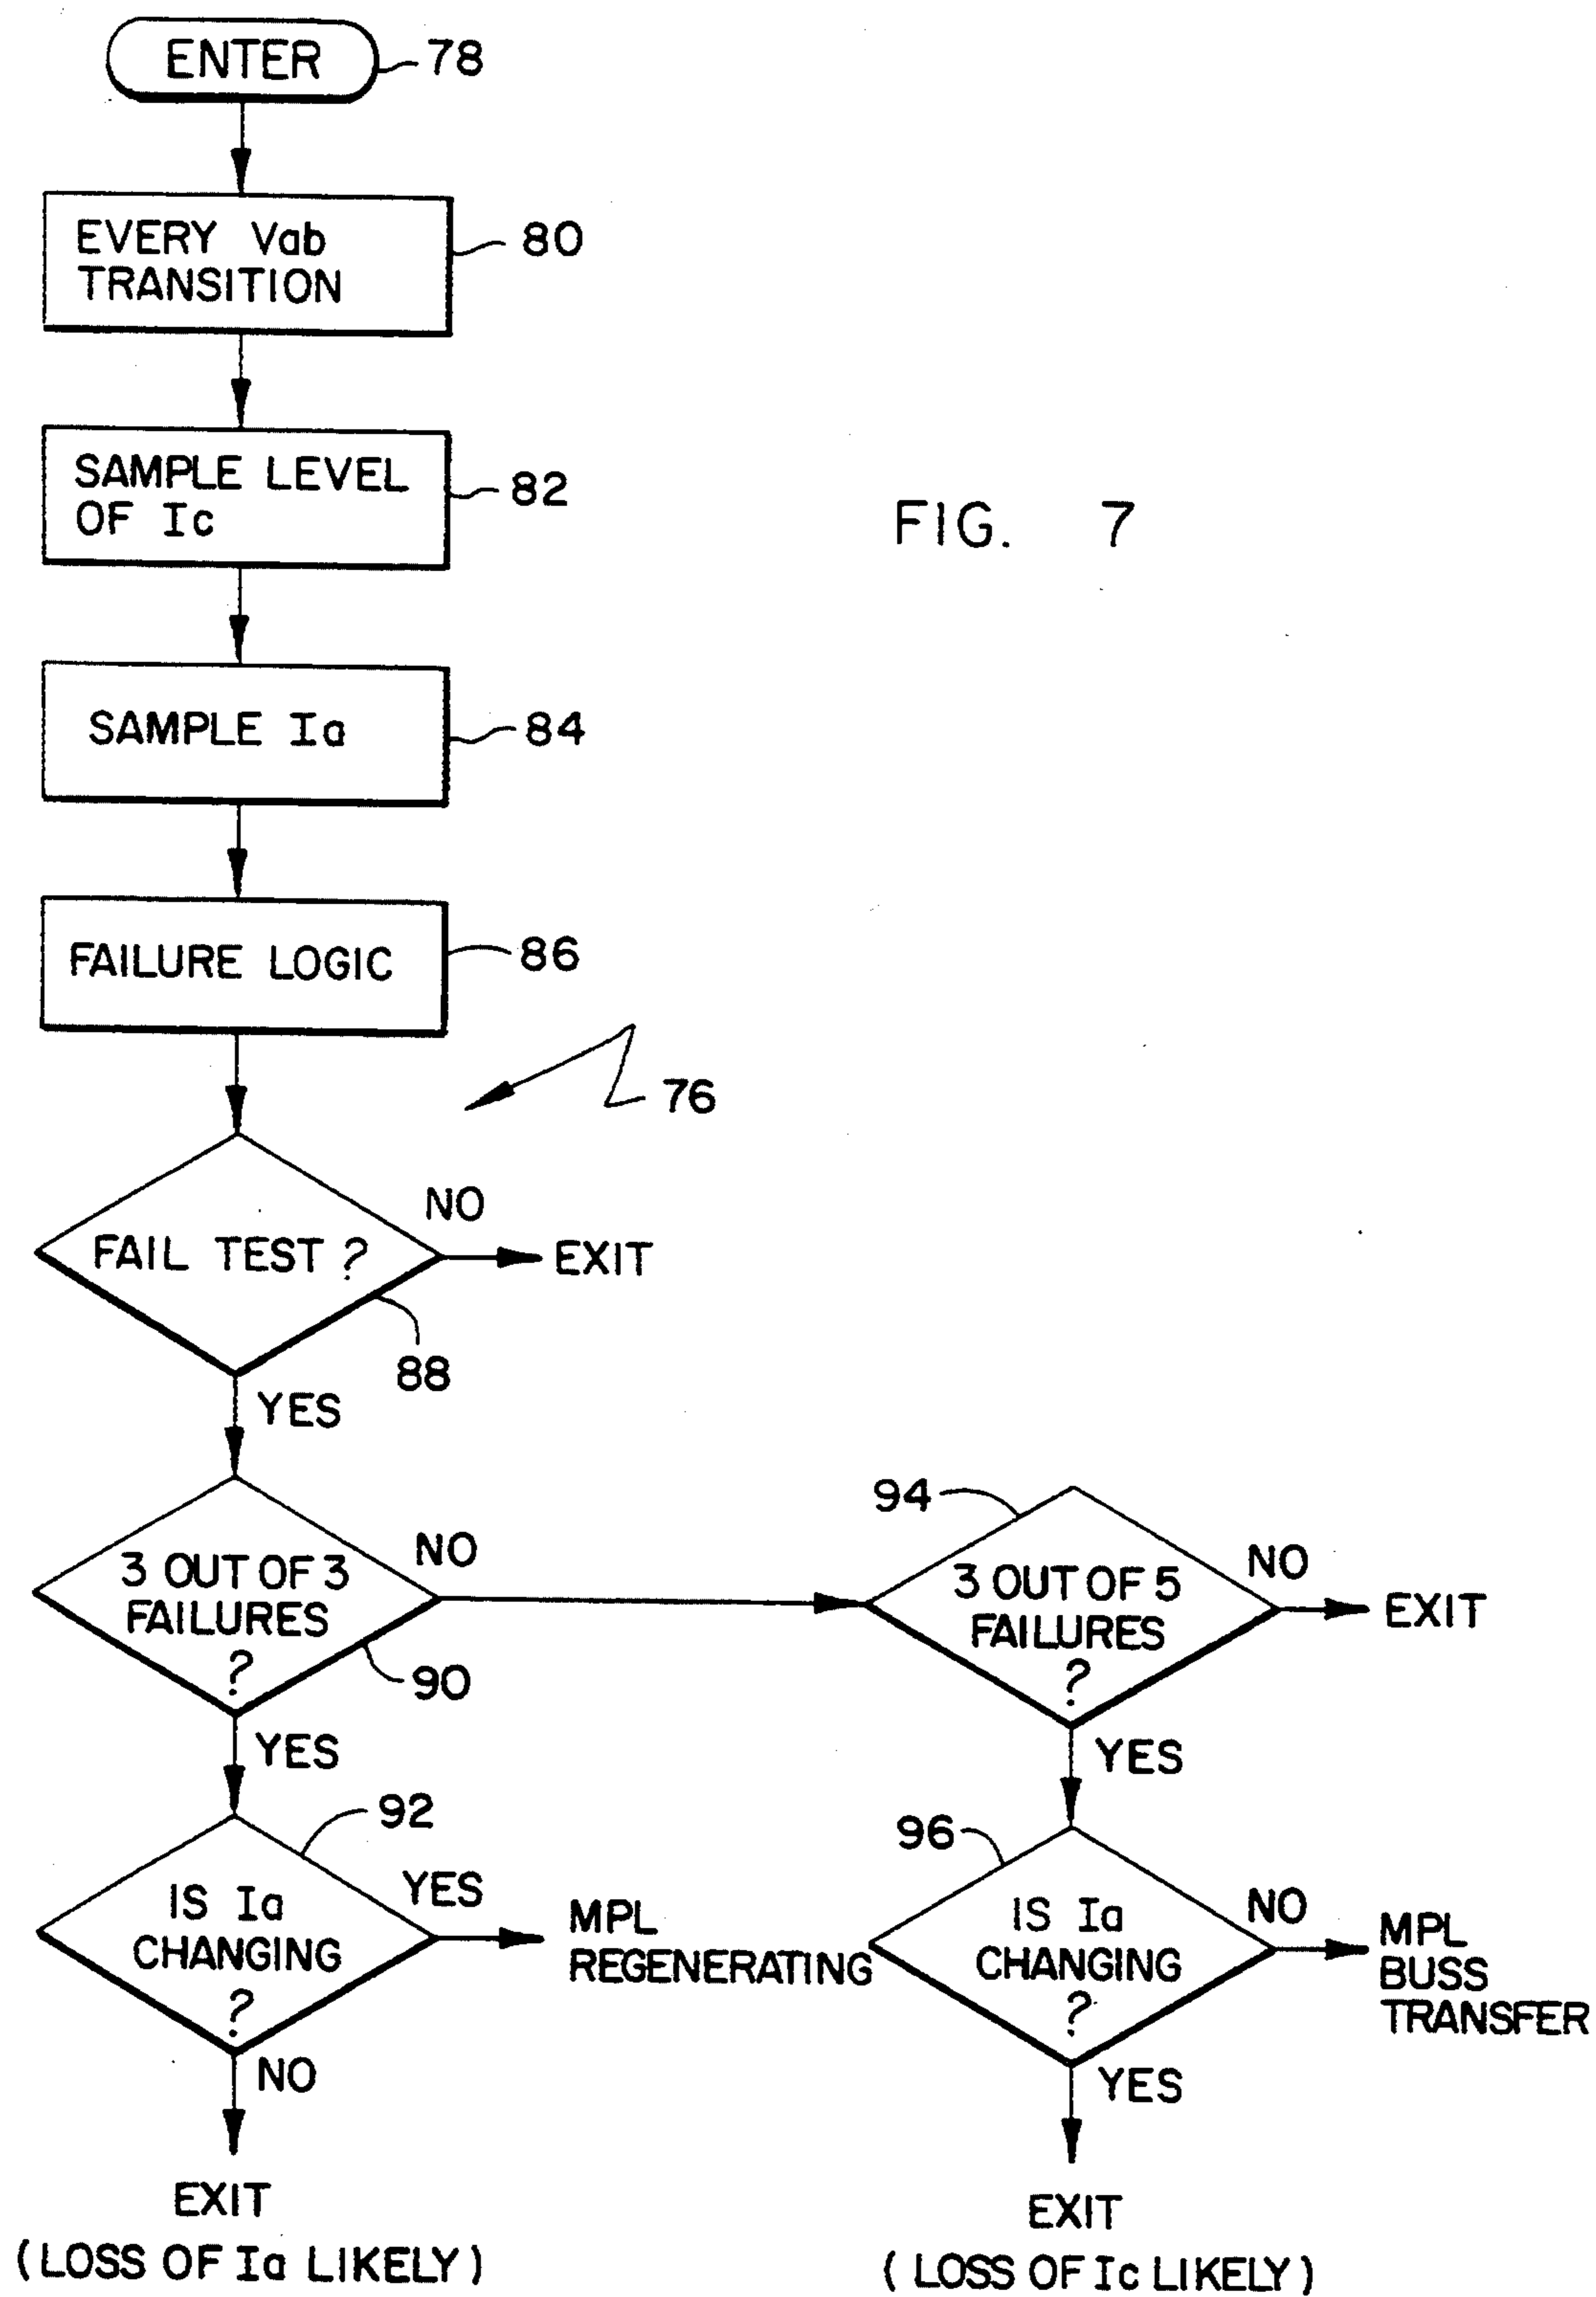 ENTER
78
EVERY Vab
TRANSITION
80
SAMPLE LEVEL
OF Ic
82
FIG. 7
SAMPLE Ia
84
FAILURE LOGIC
86
76
FAIL TEST ?
NO
EXIT
88
YES
3 OUT OF 3
FAILURES
?
NO
90
94
3 OUT OF 5
FAILURES
?
NO
EXIT
YES
YES
92
IS Ia
CHANGING
?
YES
MPL
REGENERATING
96
IS Ia
CHANGING
?
NO
MPL
BUSS
TRANSFER
NO
EXIT
(LOSS OF Ia LIKELY)
YES
EXIT
(LOSS OF Ic LIKELY)